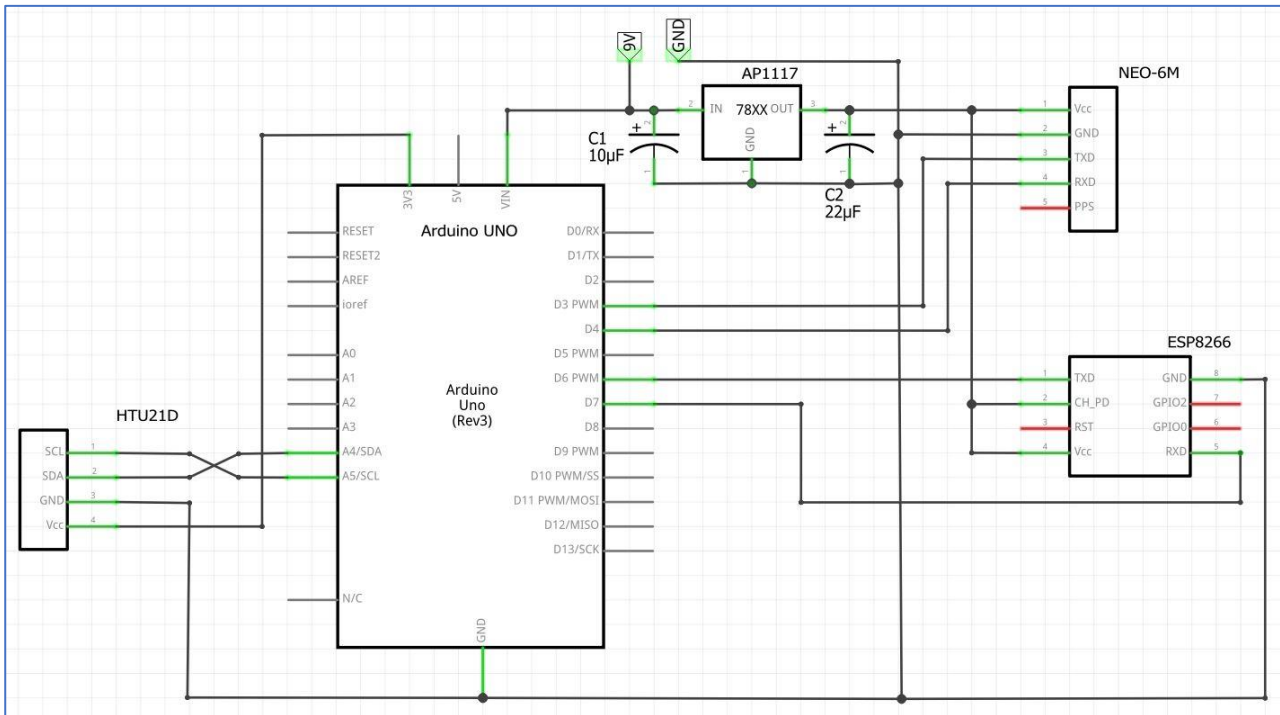 9V
GND
AP1117
NEO-6M
2
IN
78XX
OUT
3
GND
1
+
C1
10µF
2
1
+
2
1
C2
22µF
1
Vcc
2
GND
3
TXD
4
RXD
5
PPS
3V3
5V
VIN
Arduino UNO
RESET
RESET2
AREF
ioref
A0
A1
A2
A3
A4/SDA
A5/SCL
N/C
D0/RX
D1/TX
D2
D3 PWM
D4
D5 PWM
D6 PWM
D7
D8
D9 PWM
D10 PWM/SS
D11 PWM/MOSI
D12/MISO
D13/SCK
Arduino
Uno
(Rev3)
GND
HTU21D
SCL
1
SDA
2
GND
3
Vcc
4
ESP8266
1
TXD
GND
8
2
CH_PD
GPIO2
7
3
RST
GPIO0
6
4
Vcc
RXD
5